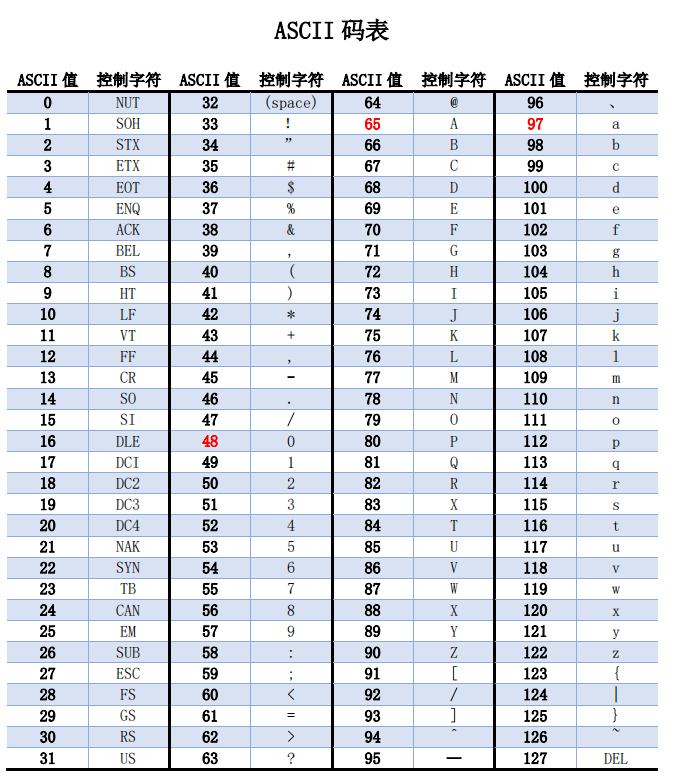 ASCII 码表
ASCII 值 控制字符 ASCII 值 控制字符 ASCII 值 控制字符 ASCII 值 控制字符
0 NUT 32 (space) 64 @ 96 、
1 SOH 33 ! 65 A 97 a
2 STX 34 ” 66 B 98 b
3 ETX 35 # 67 C 99 c
4 EOT 36 $ 68 D 100 d
5 ENQ 37 % 69 E 101 e
6 ACK 38 & 70 F 102 f
7 BEL 39 , 71 G 103 g
8 BS 40 ( 72 H 104 h
9 HT 41 ) 73 I 105 i
10 LF 42 * 74 J 106 j
11 VT 43 + 75 K 107 k
12 FF 44 , 76 L 108 l
13 CR 45 - 77 M 109 m
14 SO 46 . 78 N 110 n
15 SI 47 / 79 O 111 o
16 DLE 48 0 80 P 112 p
17 DCI 49 1 81 Q 113 q
18 DC2 50 2 82 R 114 r
19 DC3 51 3 83 X 115 s
20 DC4 52 4 84 T 116 t
21 NAK 53 5 85 U 117 u
22 SYN 54 6 86 V 118 v
23 TB 55 7 87 W 119 w
24 CAN 56 8 88 X 120 x
25 EM 57 9 89 Y 121 y
26 SUB 58 : 90 Z 122 z
27 ESC 59 ; 91 [ 123 {
28 FS 60 < 92 / 124 |
29 GS 61 = 93 ] 125 }
30 RS 62 > 94 ^ 126 ~
31 US 63 ? 95 — 127 DEL